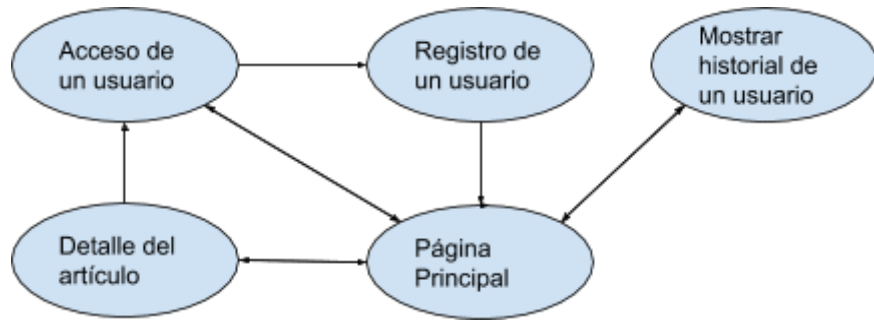 Acceso de
un usuario
Registro de
un usuario
Mostrar
historial de
un usuario
Detalle del
artículo
Página
Principal